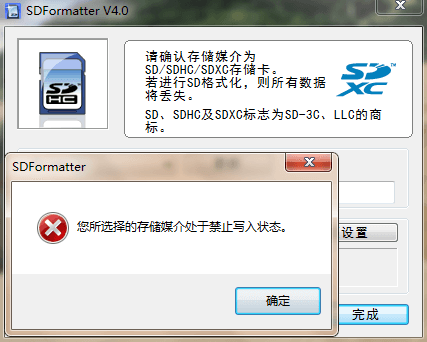 SDFormatter V4.0
请确认存储媒介为
SD/SDHC/SDXC存储卡。
若进行SD格式化，则所有数据
将丢失。
SD、SDHC及SDXC标志为SD-3C、LLC的商
标。
SD
HC
SD
XC
TM
SDFormatter
您所选择的存储媒介处于禁止写入状态。
确定
设置
完成